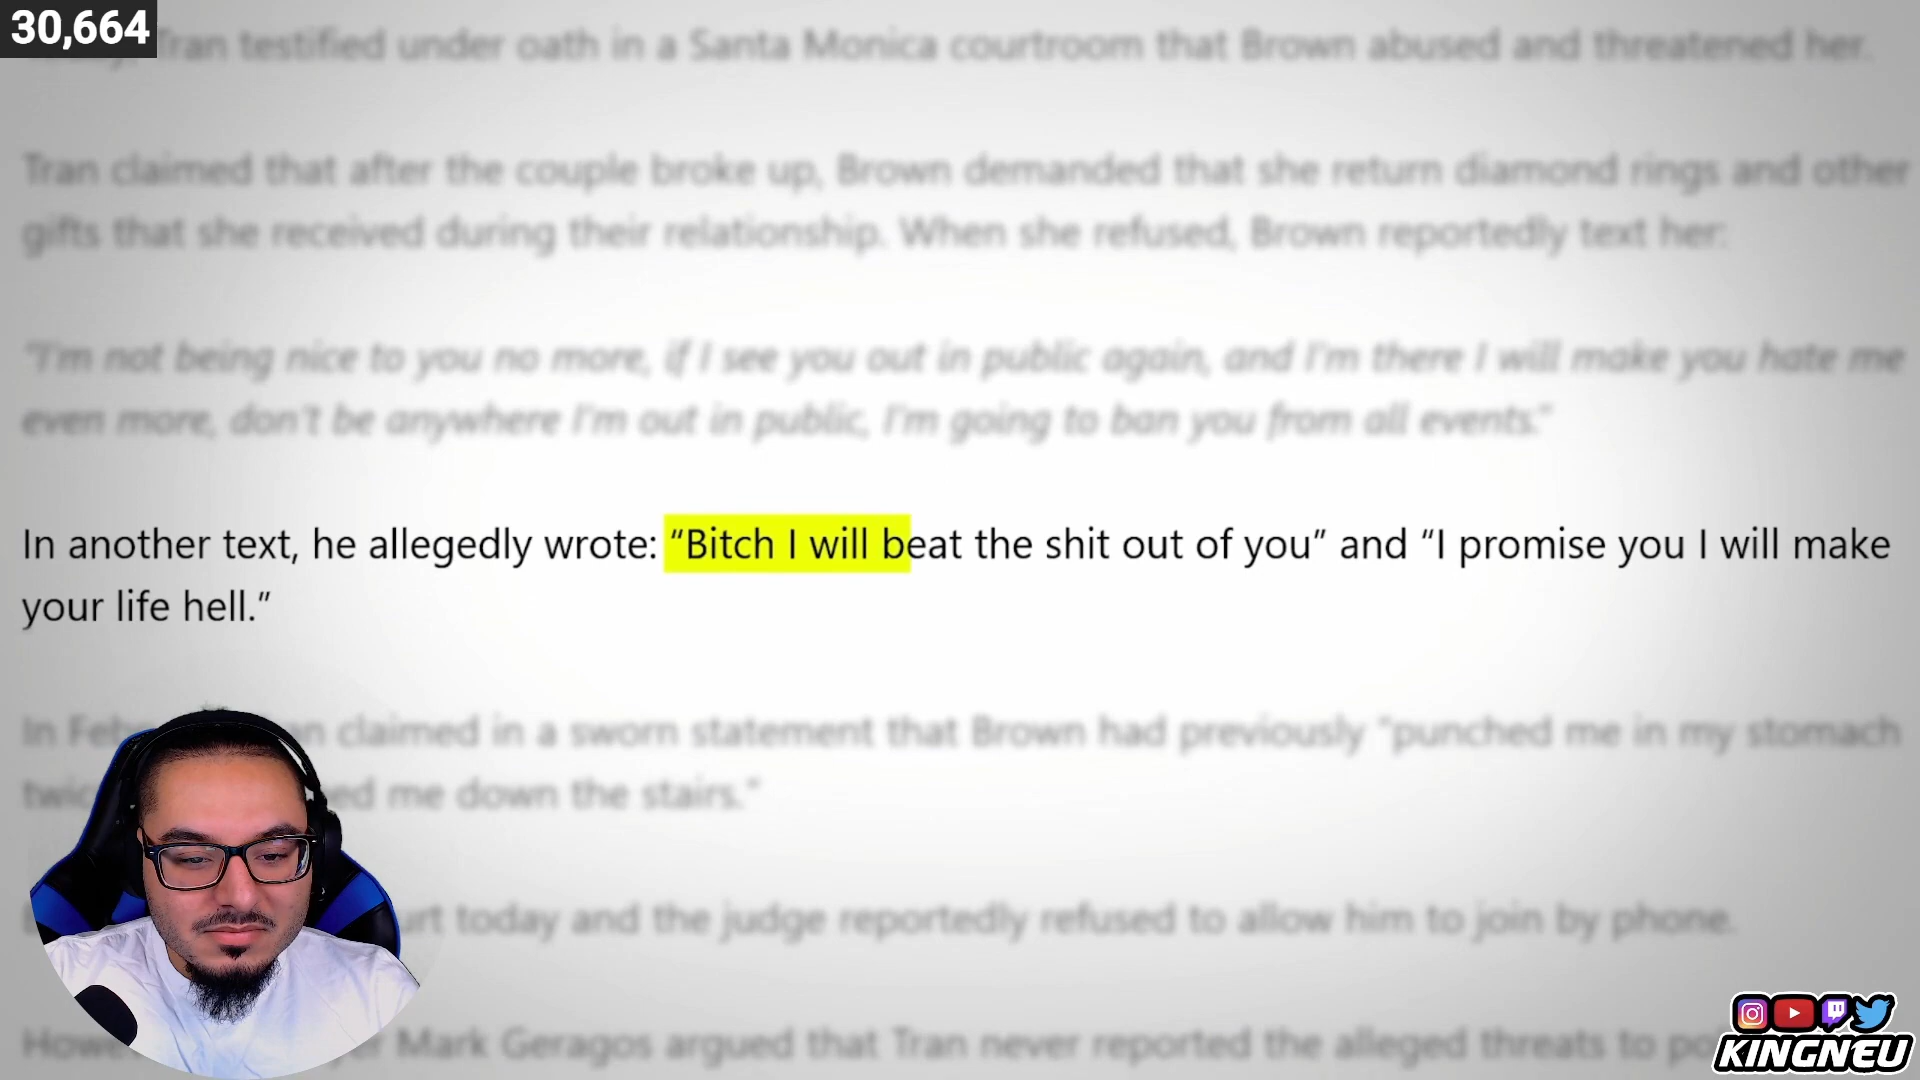 30,664
Tran testified under oath in a Santa Monica courtroom that Brown abused and threatened her.
Tran claimed that after the couple broke up, Brown demanded that she return diamond rings and other
gifts that she received during their relationship. When she refused, Brown reportedly text her:
“I'm not being nice to you no more, if I see you out in public again, and I'm there I will make you hate me
even more, don't be anywhere I'm out in public, I'm going to ban you from all events.”
In another text, he allegedly wrote: “Bitch I will beat the shit out of you” and “I promise you I will make
your life hell.”
In claimed in a sworn statement that Brown had previously “punched me in my stomach
me down the stairs.”
today and the judge reportedly refused to allow him to join by phone.
Mark Geragos argued that Tran never reported the alleged threats to
KINGNEU